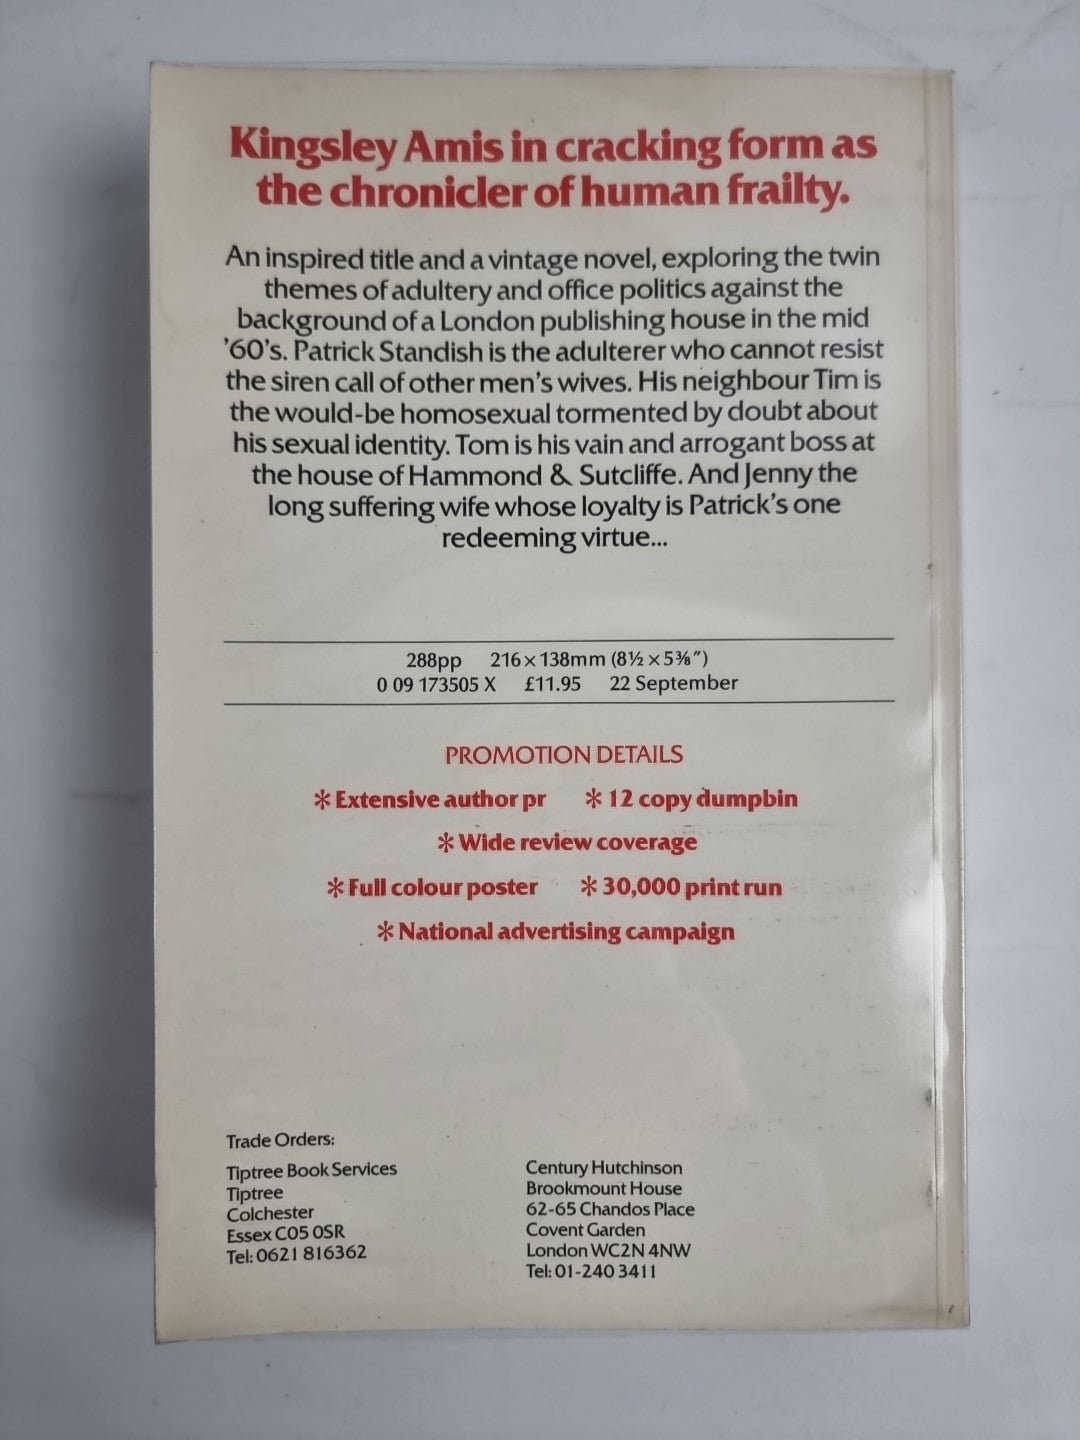 Kingsley Amis in cracking form as
the chronicler of human frailty.
An inspired title and a vintage novel, exploring the twin
themes of adultery and office politics against the
background of a London publishing house in the mid
'60's. Patrick Standish is the adulterer who cannot resist
the siren call of other men's wives. His neighbour Tim is
the would-be homosexual tormented by doubt about
his sexual identity. Tom is his vain and arrogant boss at
the house of Hammond & Sutcliffe. And Jenny the
long suffering wife whose loyalty is Patrick's one
redeeming virtue...
288pp 216 × 138mm (8½ × 5⅜″)
0 09 173505 X £11.95 22 September
PROMOTION DETAILS
* Extensive author pr * 12 copy dumpbin
* Wide review coverage
* Full colour poster * 30,000 print run
* National advertising campaign
Trade Orders:
Tiptree Book Services
Tiptree
Colchester
Essex CO5 0SR
Tel: 0621 816362
Century Hutchinson
Brookmount House
62-65 Chandos Place
Covent Garden
London WC2N 4NW
Tel: 01-240 3411